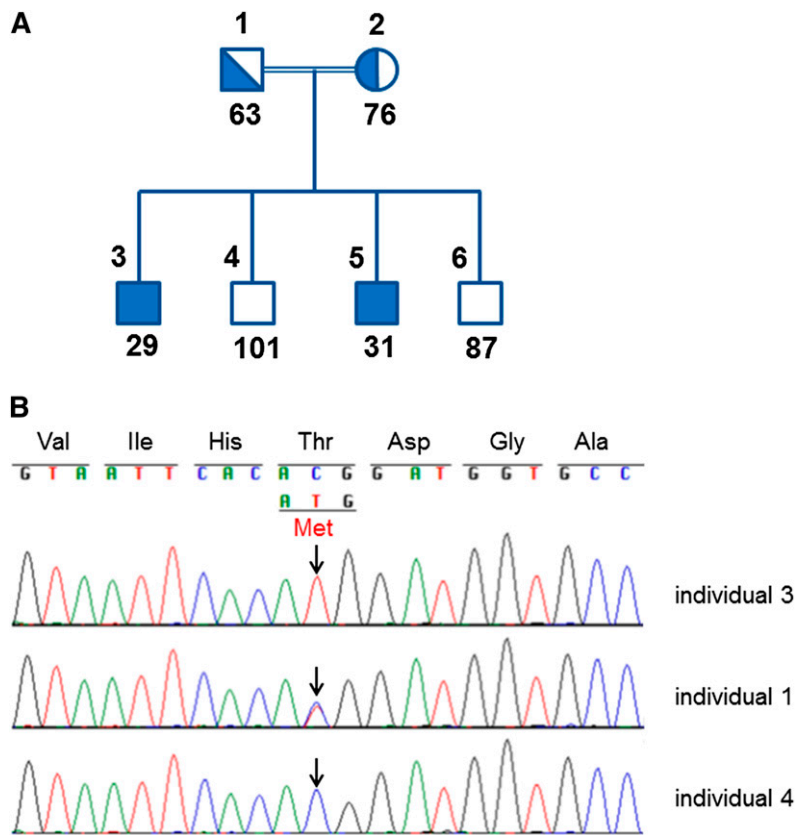 A
1 2
63 76
3 4 5 6
29 101 31 87
B
Val Ile His Thr Asp Gly Ala
G T A A T T C A C A C G G A T G G T G C C
A T G
Met
individual 3
individual 1
individual 4